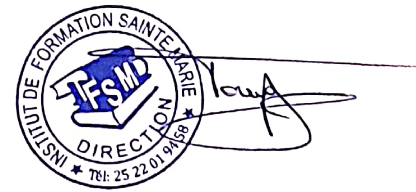 INSTITUT DE FORMATION SAINTE MARIE
IFSM
DIRECTION
★ Tél: 25 22 01 94 58 ★